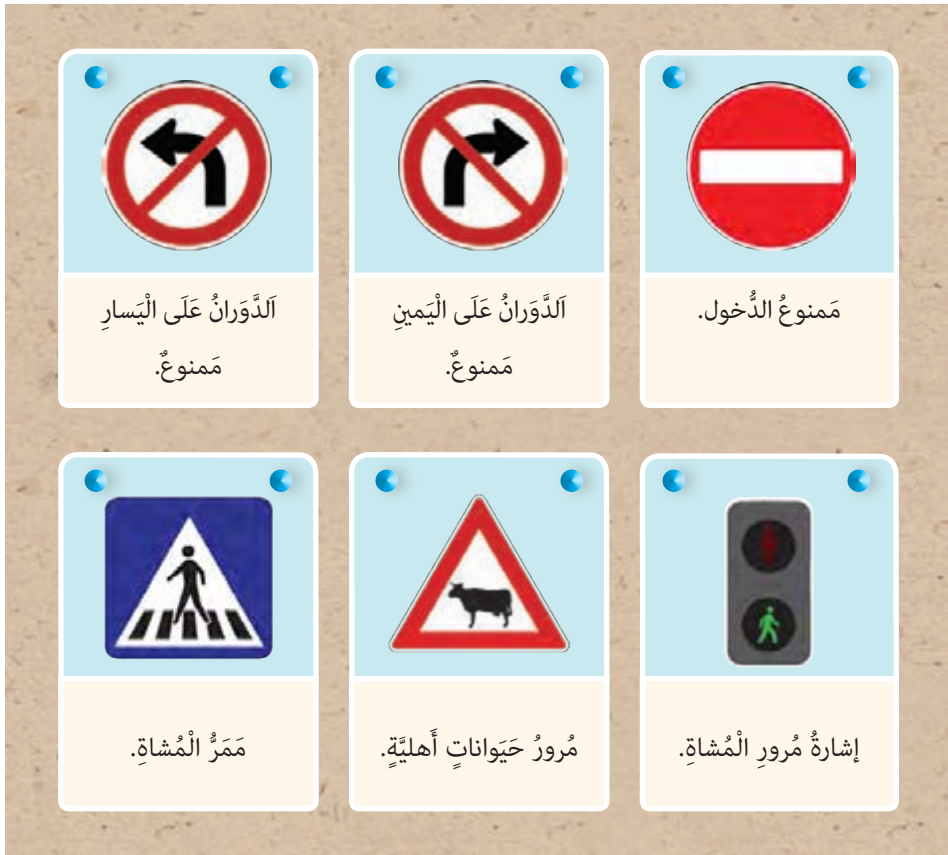 مَمنوعُ الدُّخول.
اَلدَّوَرانُ عَلَى الْيَمينِ
مَمنوعٌ.
اَلدَّوَرانُ عَلَى الْيَسارِ
مَمنوعٌ.
إشارةُ مُرورِ الْمُشاةِ.
مُرورُ حَيَواناتٍ أَهليَّةٍ.
مَمَرُّ الْمُشاةِ.